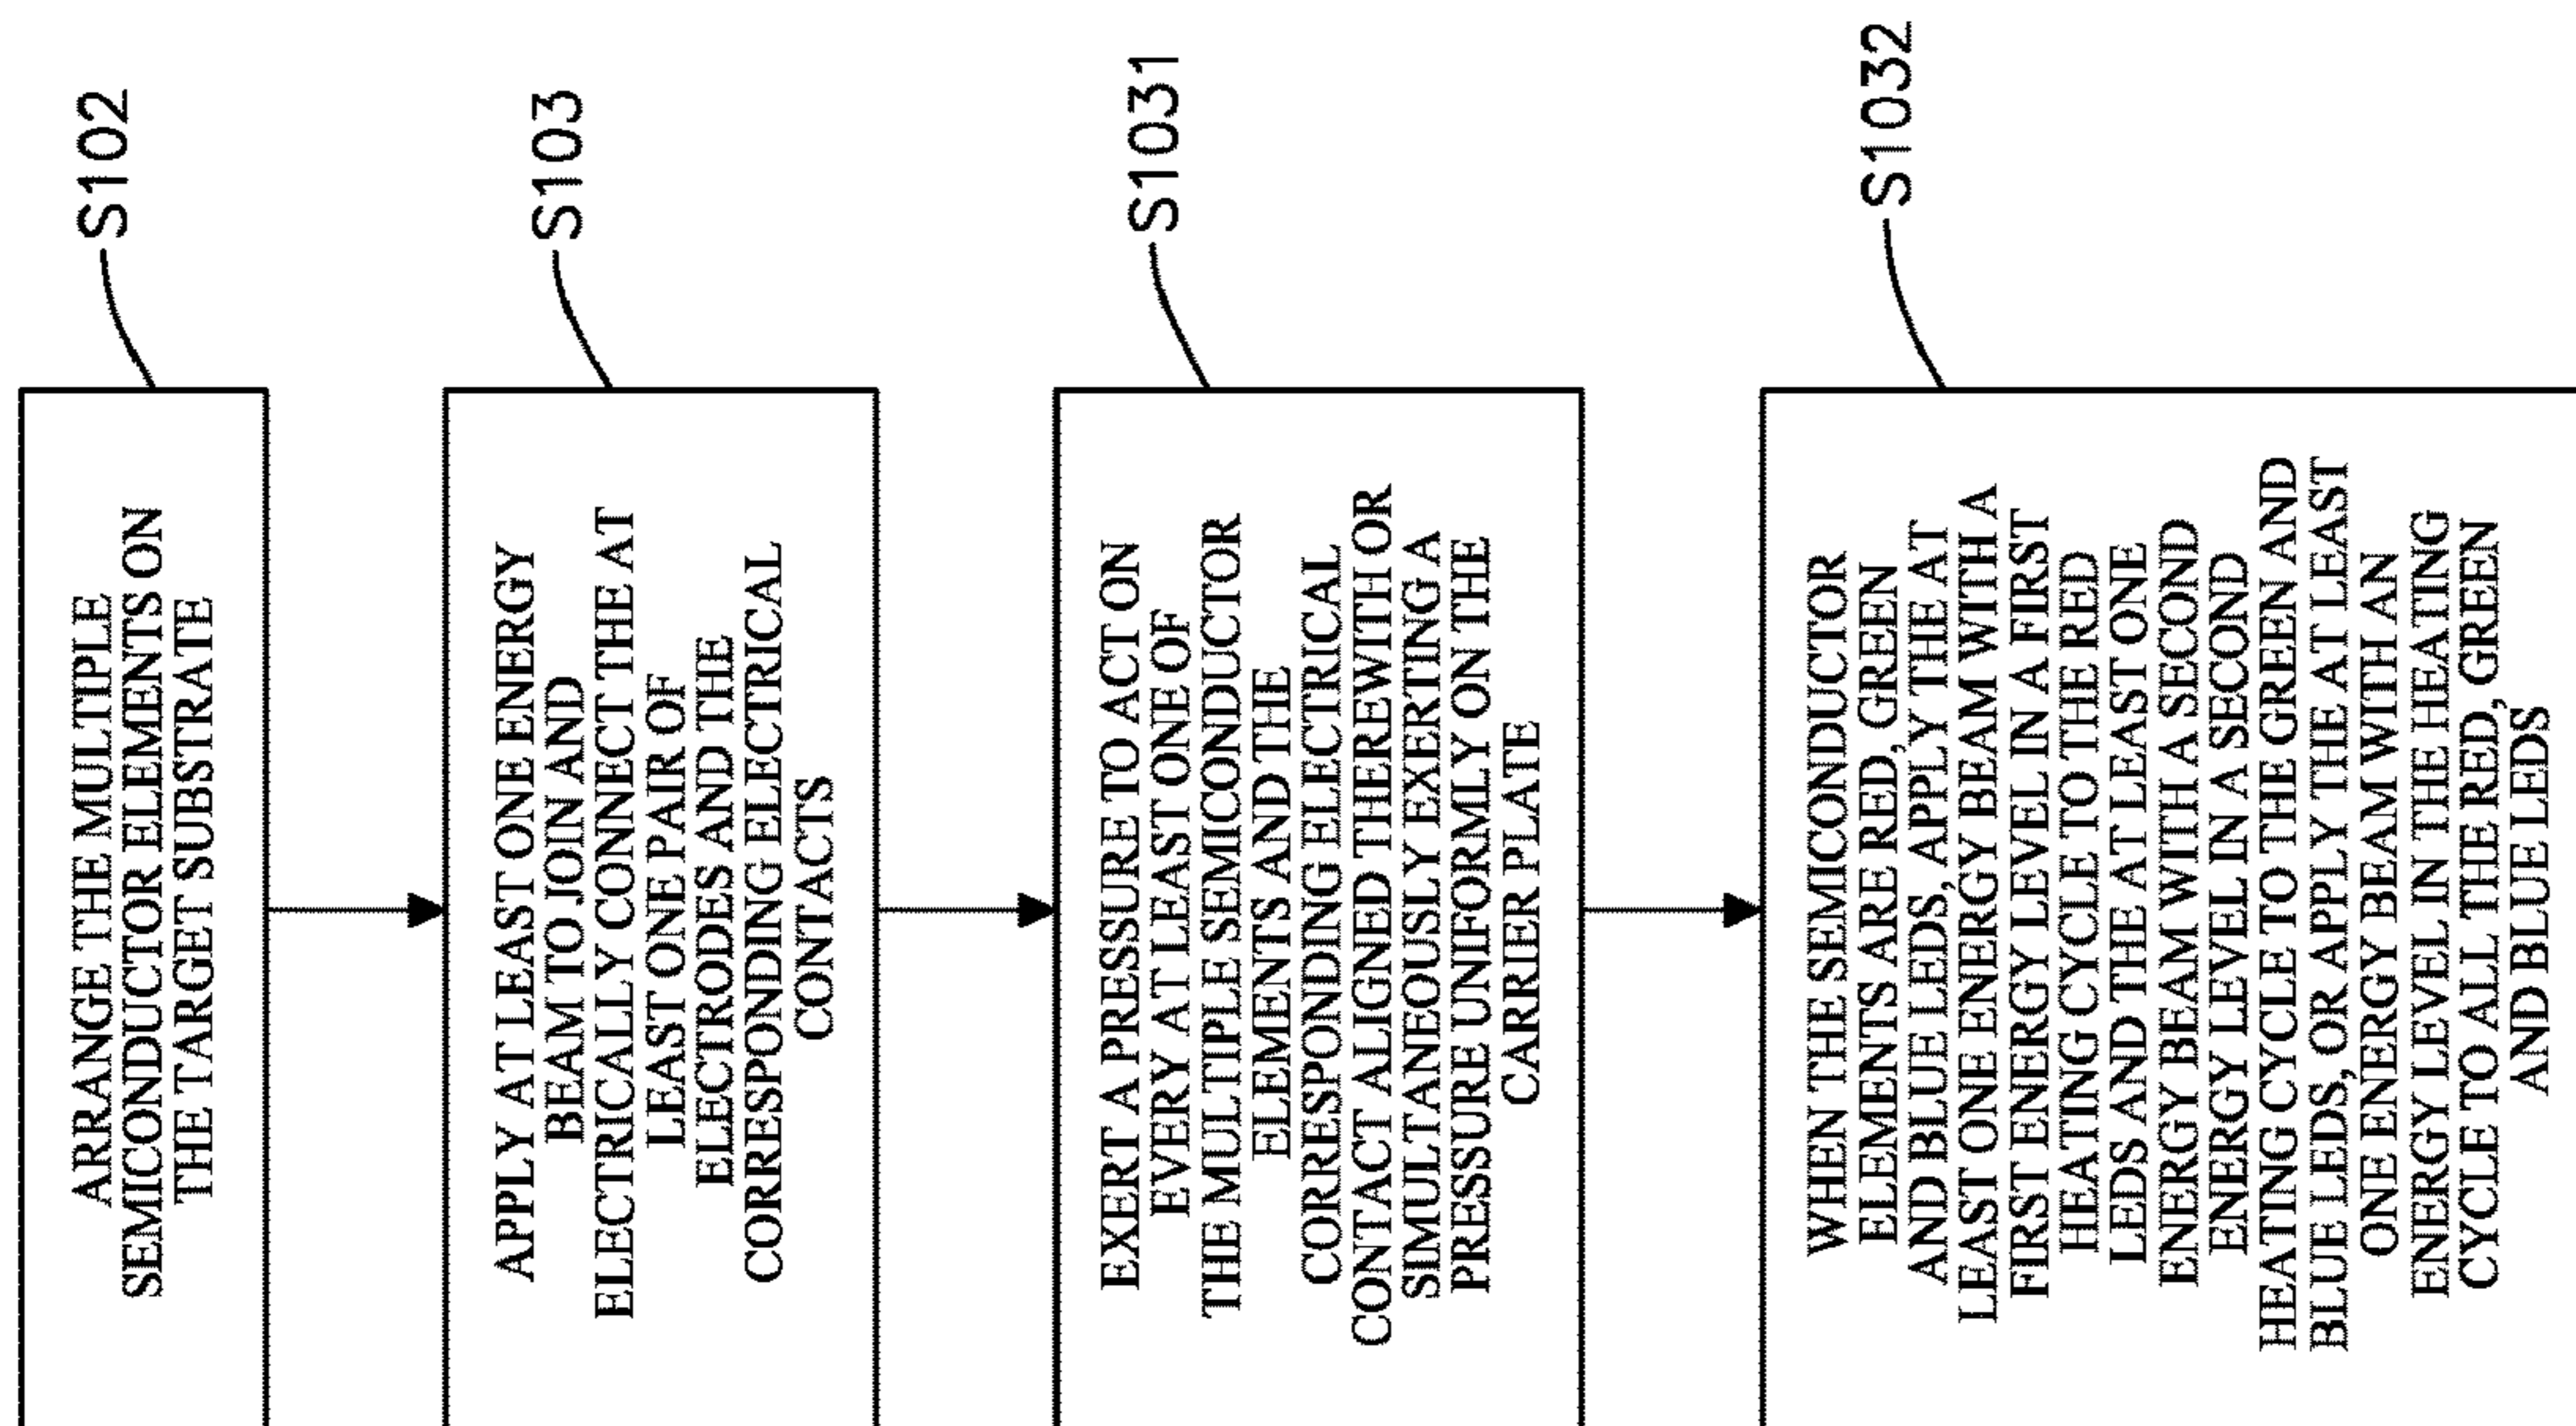 ARRANGE THE MULTIPLE
SEMICONDUCTOR ELEMENTS ON
THE TARGET SUBSTRATE
S102
APPLY AT LEAST ONE ENERGY
BEAM TO JOIN AND
ELECTRICALLY CONNECT THE AT
LEAST ONE PAIR OF
ELECTRODES AND THE
CORRESPONDING ELECTRICAL
CONTACTS
S103
EXERT A PRESSURE TO ACT ON
EVERY AT LEAST ONE OF
THE MULTIPLE SEMICONDUCTOR
ELEMENTS AND THE
CORRESPONDING ELECTRICAL
CONTACT ALIGNED THEREWITH OR
SIMULTANEOUSLY EXERTING A
PRESSURE UNIFORMLY ON THE
CARRIER PLATE
S1031
WHEN THE SEMICONDUCTOR
ELEMENTS ARE RED, GREEN
AND BLUE LEDS, APPLY THE AT
LEAST ONE ENERGY BEAM WITH A
FIRST ENERGY LEVEL IN A FIRST
HEATING CYCLE TO THE RED
LEDS AND THE AT LEAST ONE
ENERGY BEAM WITH A SECOND
ENERGY LEVEL IN A SECOND
HEATING CYCLE TO THE GREEN AND
BLUE LEDS, OR APPLY THE AT LEAST
ONE ENERGY BEAM WITH AN
ENERGY LEVEL IN THE HEATING
CYCLE TO ALL THE RED, GREEN
AND BLUE LEDS
S1032